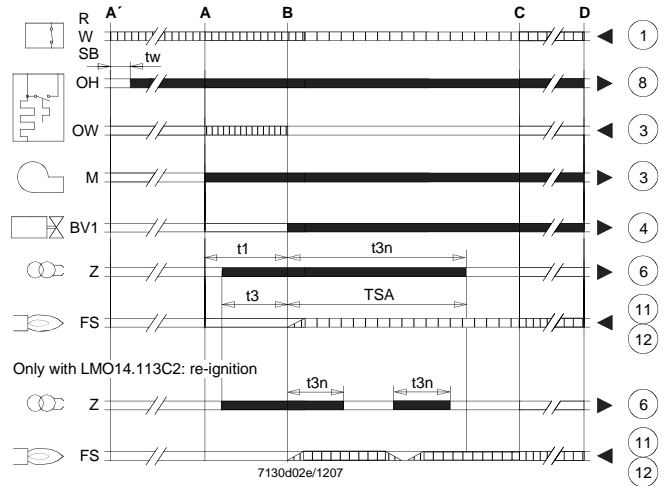 A´ A B C D
R
W 1
SB
tw
OH 8
OW 3
M 3
BV1 4
t1 t3n
Z 6
t3 TSA
FS 11
12
Only with LMO14.113C2: re-ignition
t3n t3n
Z 6
FS 11
12
7130d02e/1207